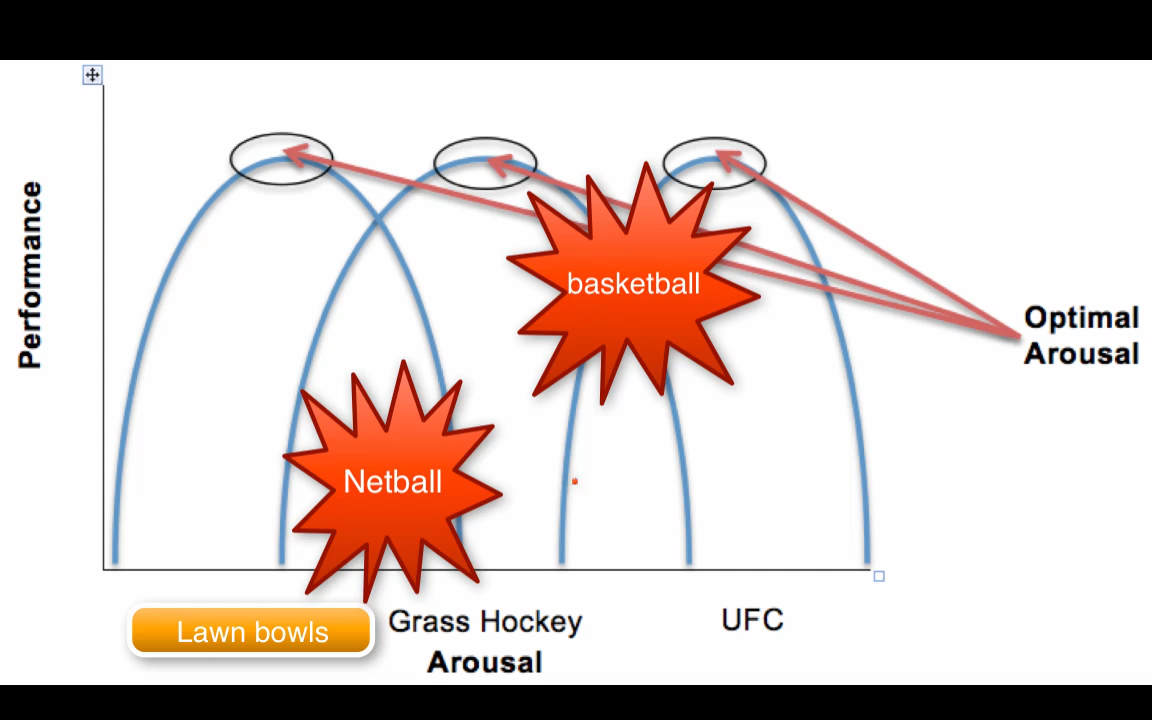 Performance
basketball
Optimal
Arousal
Netball
Lawn bowls
Grass Hockey
UFC
Arousal